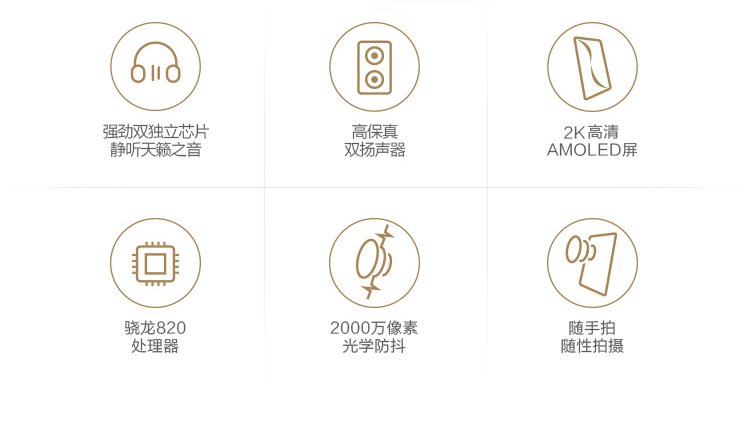 强劲双独立芯片
静听天籁之音
高保真
双扬声器
2K高清
AMOLED屏
骁龙820
处理器
2000万像素
光学防抖
随手拍
随性拍摄